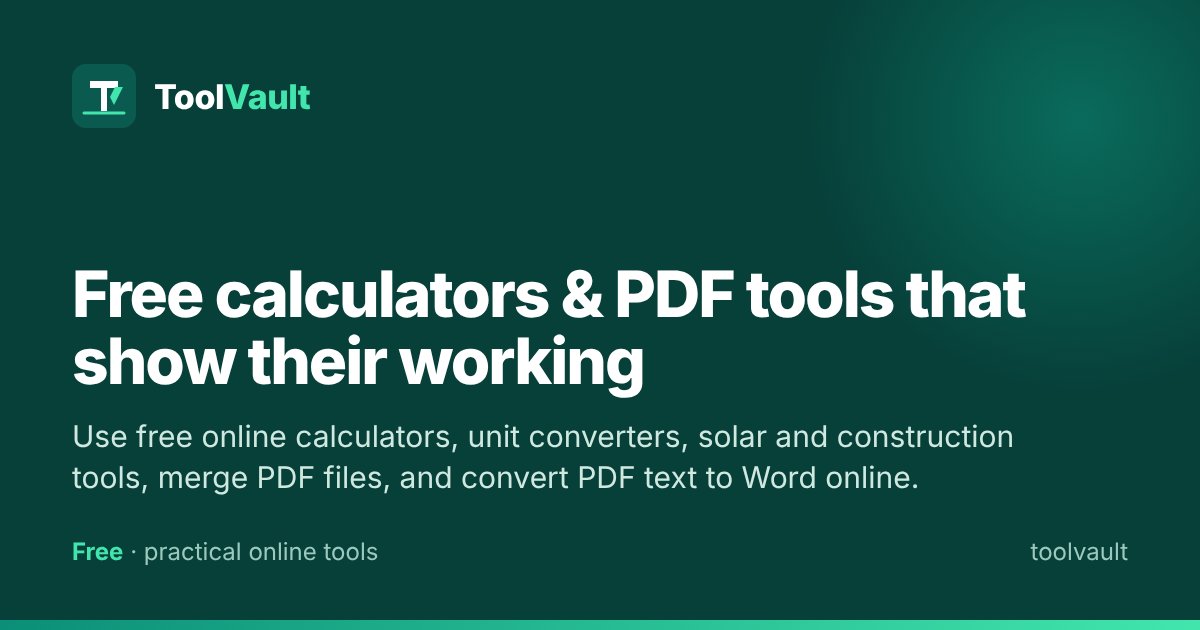 ToolVault
Free calculators & PDF tools that
show their working
Use free online calculators, unit converters, solar and construction
tools, merge PDF files, and convert PDF text to Word online.
Free · practical online tools
toolvault